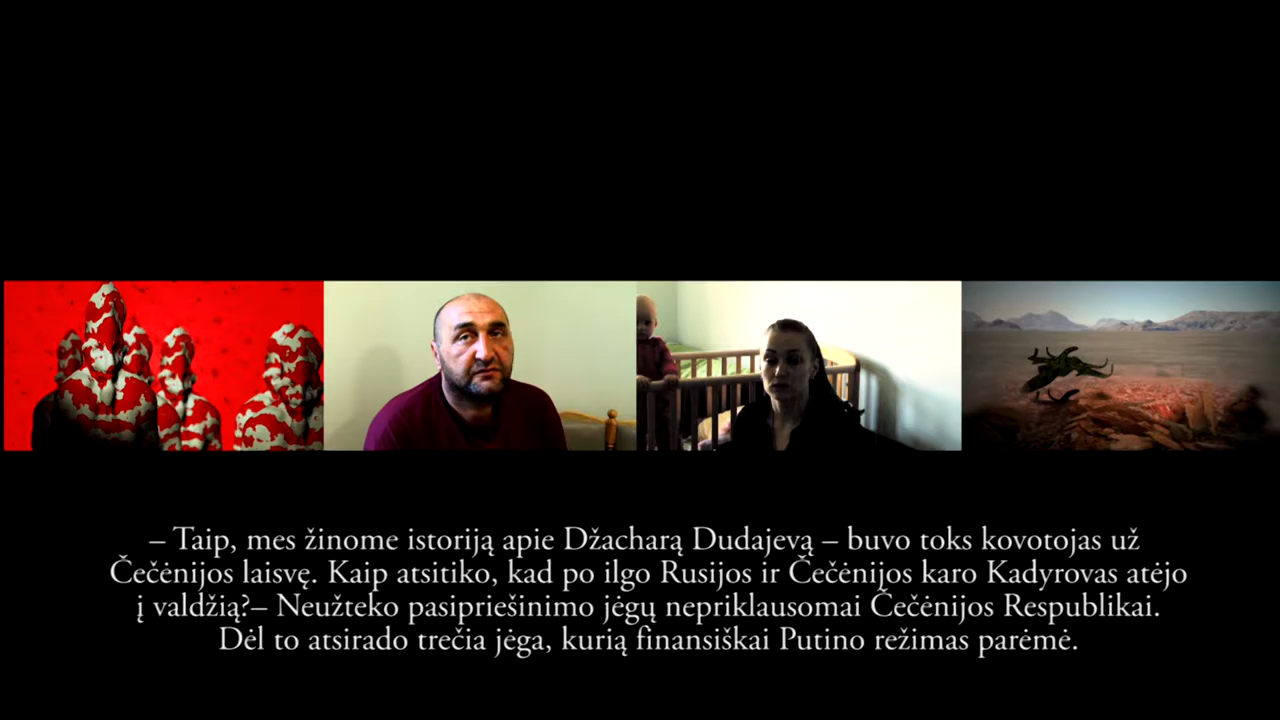 – Taip, mes žinome istoriją apie Džacharą Dudajevą – buvo toks kovotojas už
Čečėnijos laisvę. Kaip atsitiko, kad po ilgo Rusijos ir Čečėnijos karo Kadyrovas atėjo
į valdžią?– Neužteko pasipriešinimo jėgų nepriklausomai Čečėnijos Respublikai.
Dėl to atsirado trečia jėga, kurią finansiškai Putino režimas parėmė.